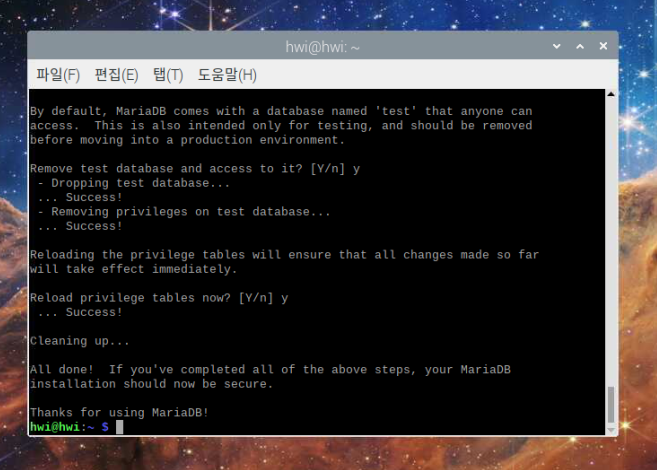 hwi@hwi: ~
파일(F) 편집(E) 탭(T) 도움말(H)
By default, MariaDB comes with a database named 'test' that anyone can
access.  This is also intended only for testing, and should be removed
before moving into a production environment.
Remove test database and access to it? [Y/n] y
 - Dropping test database...
 ... Success!
 - Removing privileges on test database...
 ... Success!
Reloading the privilege tables will ensure that all changes made so far
will take effect immediately.
Reload privilege tables now? [Y/n] y
 ... Success!
Cleaning up...
All done!  If you've completed all of the above steps, your MariaDB
installation should now be secure.
Thanks for using MariaDB!
hwi@hwi:~ $